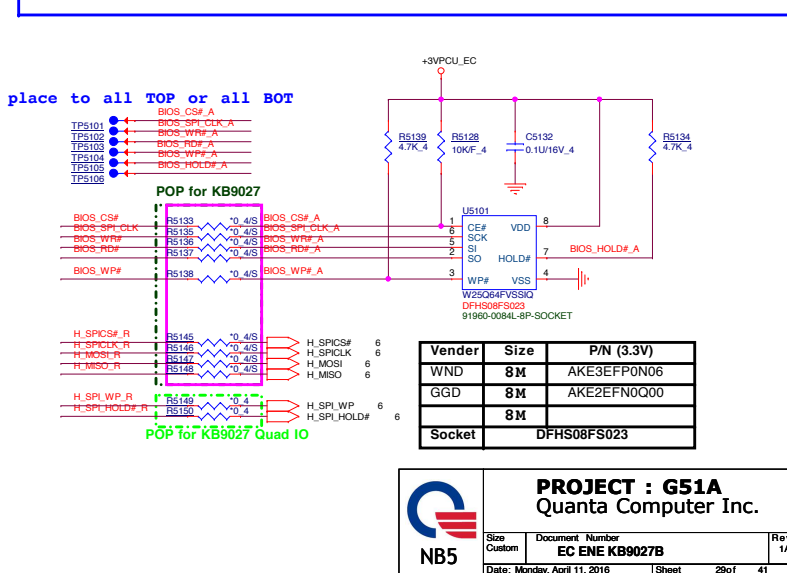 +3VPCU_EC
place to all TOP or all BOT
BIOS_CS#_A
TP5101 BIOS_SPI_CLK_A
TP5102 BIOS_WR#_A
TP5103 BIOS_RD#_A
TP5104 BIOS_WP#_A
TP5105 BIOS_HOLD#_A
TP5106
R5139
4.7K_4
R5128
10K/F_4
C5132
0.1U/16V_4
R5134
4.7K_4
POP for KB9027
BIOS_CS# R5133 *0_4/S BIOS_CS#_A
BIOS_SPI_CLK R5135 *0_4/S BIOS_SPI_CLK_A
BIOS_WR# R5136 *0_4/S BIOS_WR#_A
BIOS_RD# R5137 *0_4/S BIOS_RD#_A
BIOS_WP# R5138 *0_4/S BIOS_WP#_A
U5101
1 CE# VDD 8
6 SCK
5 SI
2 SO HOLD# 7 BIOS_HOLD#_A
3 WP# VSS 4
W25Q64FVSSIQ
DFHS08FS023
91960-0084L-8P-SOCKET
H_SPICS#_R R5145 *0_4/S H_SPICS# 6
H_SPICLK_R R5146 *0_4/S H_SPICLK 6
H_MOSI_R R5147 *0_4/S H_MOSI 6
H_MISO_R R5148 *0_4/S H_MISO 6
H_SPI_WP_R R5149 *0_4 H_SPI_WP 6
H_SPI_HOLD#_R R5150 *0_4 H_SPI_HOLD# 6
POP for KB9027 Quad IO
Vender Size P/N (3.3V)
WND 8M AKE3EFP0N06
GGD 8M AKE2EFN0Q00
8M
Socket DFHS08FS023
NB5
PROJECT : G51A
Quanta Computer Inc.
Size Document Number
Custom EC ENE KB9027B
Date: Monday, April 11, 2016 Sheet 29 of 41